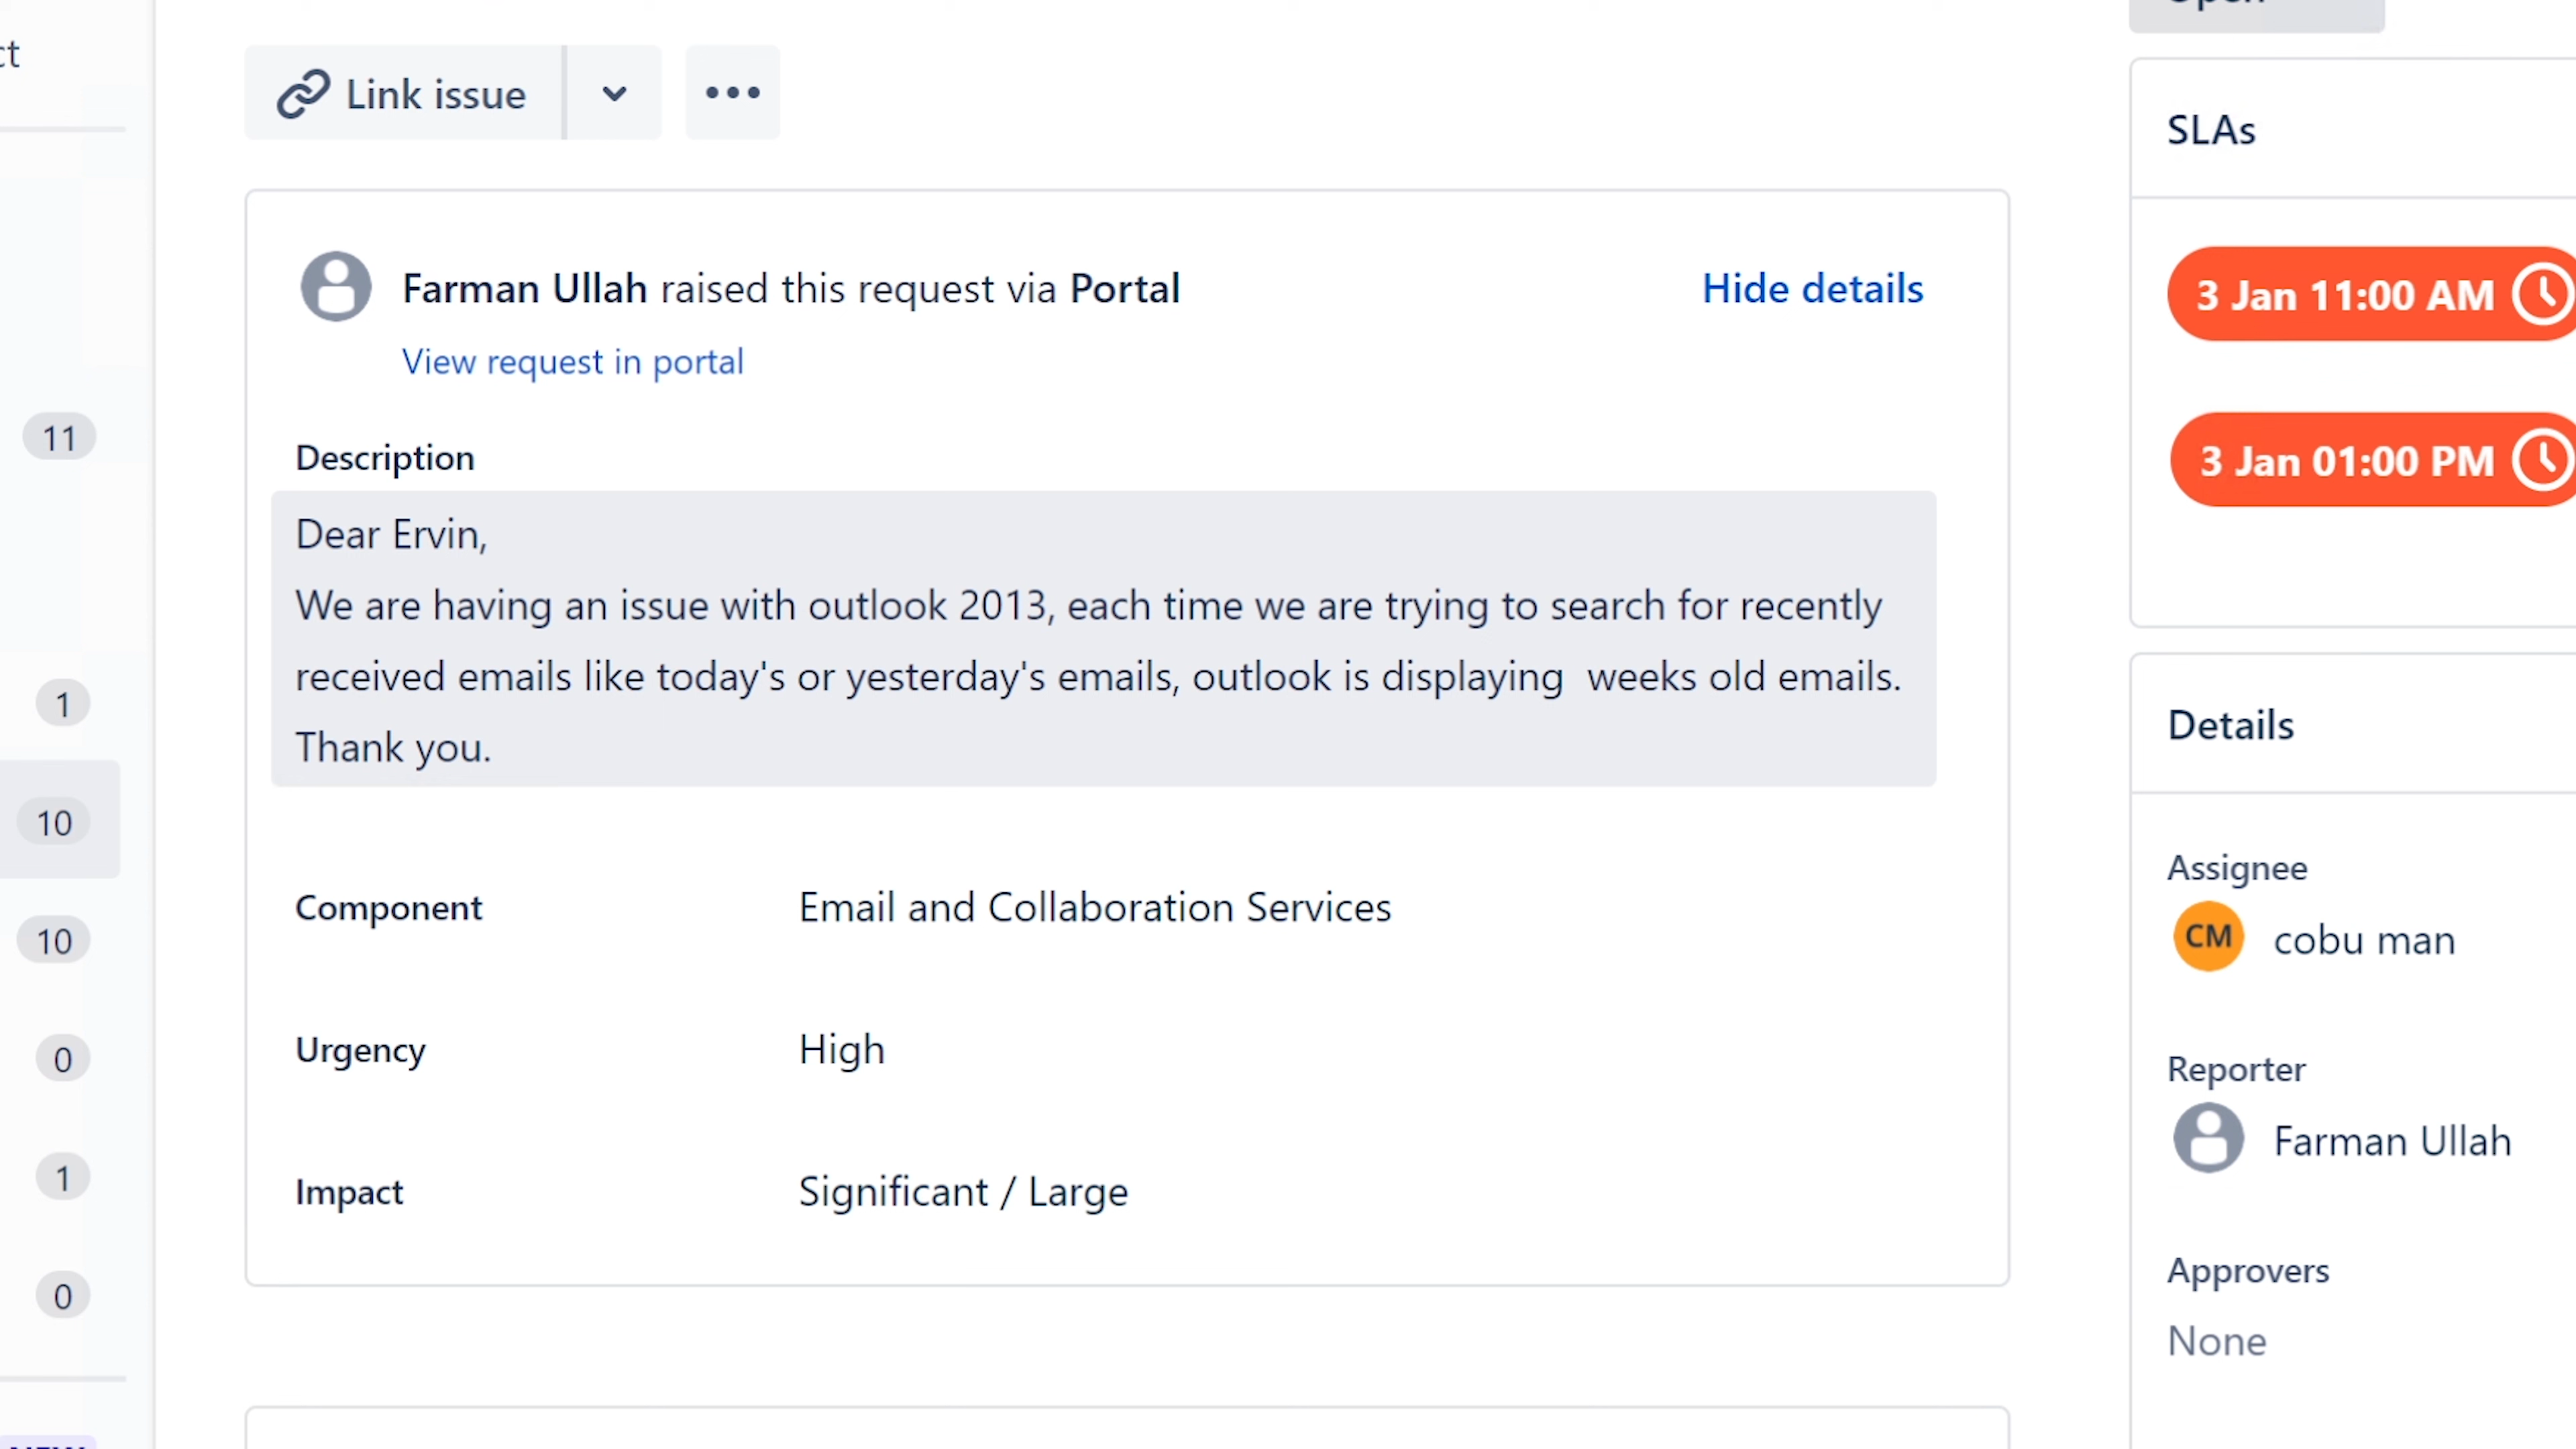 ct
11
1
10
10
0
1
0
Link issue
Farman Ullah raised this request via Portal
Hide details
View request in portal
Description
Dear Ervin,
We are having an issue with outlook 2013, each time we are trying to search for recently
received emails like today's or yesterday's emails, outlook is displaying  weeks old emails.
Thank you.
Component
Email and Collaboration Services
Urgency
High
Impact
Significant / Large
Open
SLAs
3 Jan 11:00 AM
3 Jan 01:00 PM
Details
Assignee
CM
cobu man
Reporter
Farman Ullah
Approvers
None